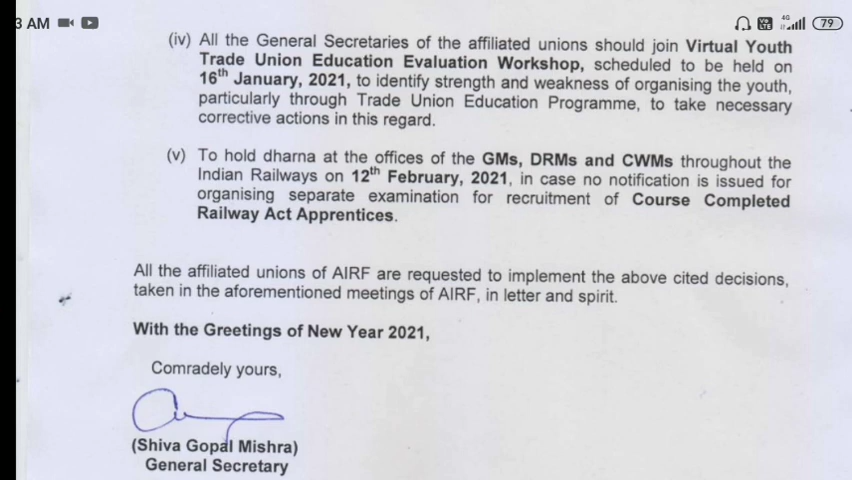 3 AM
4G
79
(iv) All the General Secretaries of the affiliated unions should join Virtual Youth
Trade Union Education Evaluation Workshop, scheduled to be held on
16th January, 2021, to identify strength and weakness of organising the youth,
particularly through Trade Union Education Programme, to take necessary
corrective actions in this regard.
(v) To hold dharna at the offices of the GMs, DRMs and CWMs throughout the
Indian Railways on 12th February, 2021, in case no notification is issued for
organising separate examination for recruitment of Course Completed
Railway Act Apprentices.
All the affiliated unions of AIRF are requested to implement the above cited decisions,
taken in the aforementioned meetings of AIRF, in letter and spirit.
With the Greetings of New Year 2021,
Comradely yours,
(Shiva Gopal Mishra)
General Secretary